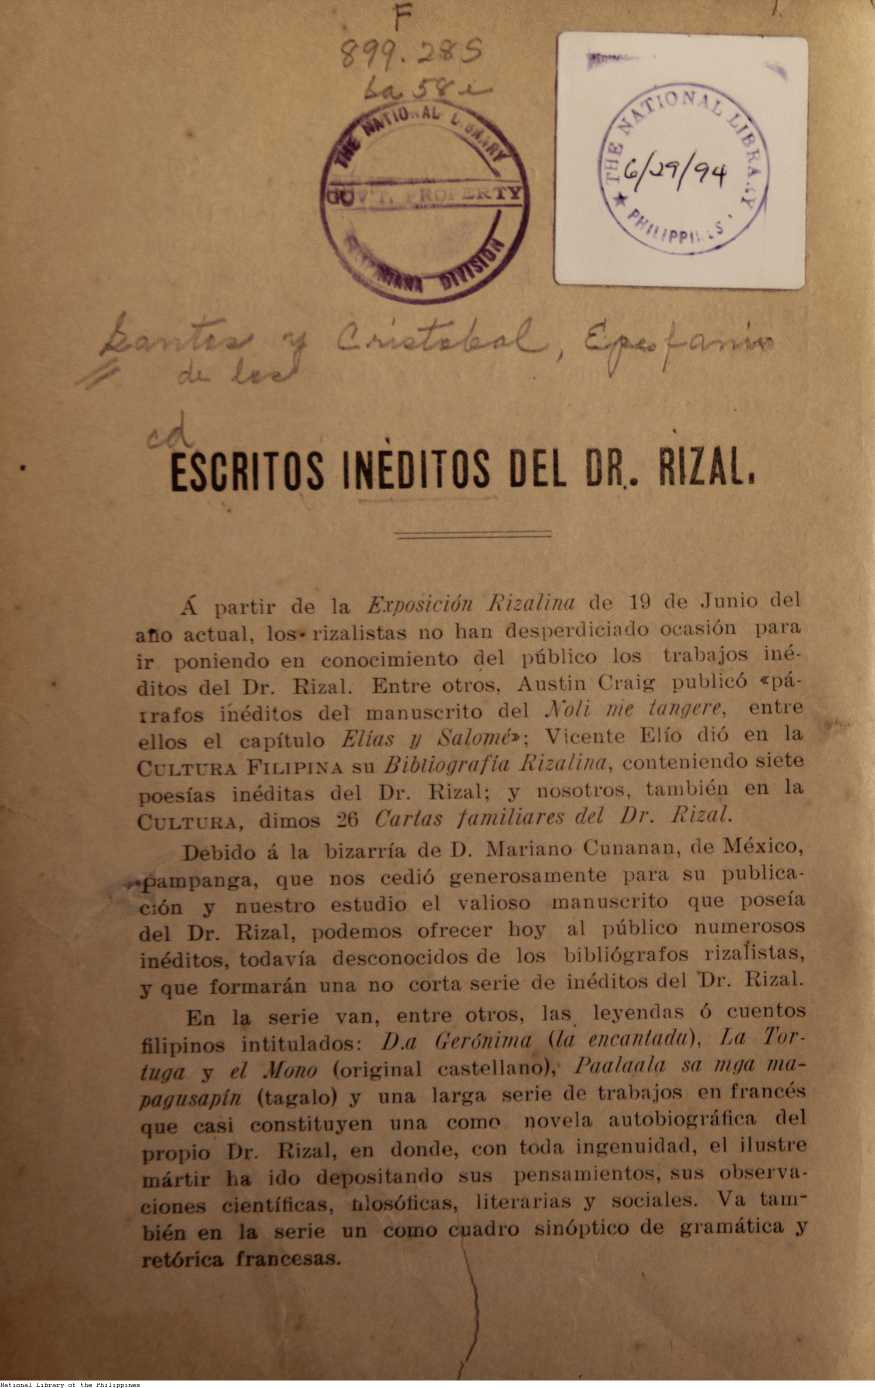 F
899.285
Sa 58e
THE NATIONAL LIBRARY
GOV'T. PROPERTY
DIVISION
THE NATIONAL LIBRARY
6/29/94
PHILIPPINES
Santos y Cristobal, Epifanio
de los
cd
ESCRITOS INÉDITOS DEL DR. RIZAL.
Á partir de la Exposición Rizalina de 19 de Junio del
año actual, los rizalistas no han desperdiciado ocasión para
ir poniendo en conocimiento del público los trabajos iné-
ditos del Dr. Rizal. Entre otros, Austin Craig publicó «pá-
rrafos inéditos del manuscrito del Noli me tangere, entre
ellos el capítulo Elías y Salomé»; Vicente Elío dió en la
CULTURA FILIPINA su Bibliografía Rizalina, conteniendo siete
poesías inéditas del Dr. Rizal; y nosotros, también en la
CULTURA, dimos 26 Cartas familiares del Dr. Rizal.
Debido á la bizarría de D. Mariano Cunanan, de México,
pampanga, que nos cedió generosamente para su publica-
ción y nuestro estudio el valioso manuscrito que poseía
del Dr. Rizal, podemos ofrecer hoy al público numerosos
inéditos, todavía desconocidos de los bibliógrafos rizalistas,
y que formarán una no corta serie de inéditos del Dr. Rizal.
En la serie van, entre otros, las leyendas ó cuentos
filipinos intitulados: D.a Gerónima (la encantada), La Tor-
tuga y el Mono (original castellano), Paalaala sa mga ma-
pagusapin (tagalo) y una larga serie de trabajos en francés
que casi constituyen una como novela autobiográfica del
propio Dr. Rizal, en donde, con toda ingenuidad, el ilustre
mártir ha ido depositando sus pensamientos, sus observa-
ciones científicas, filosóficas, literarias y sociales. Va tam-
bién en la serie un como cuadro sinóptico de gramática y
retórica francesas.
National Library of the Philippines